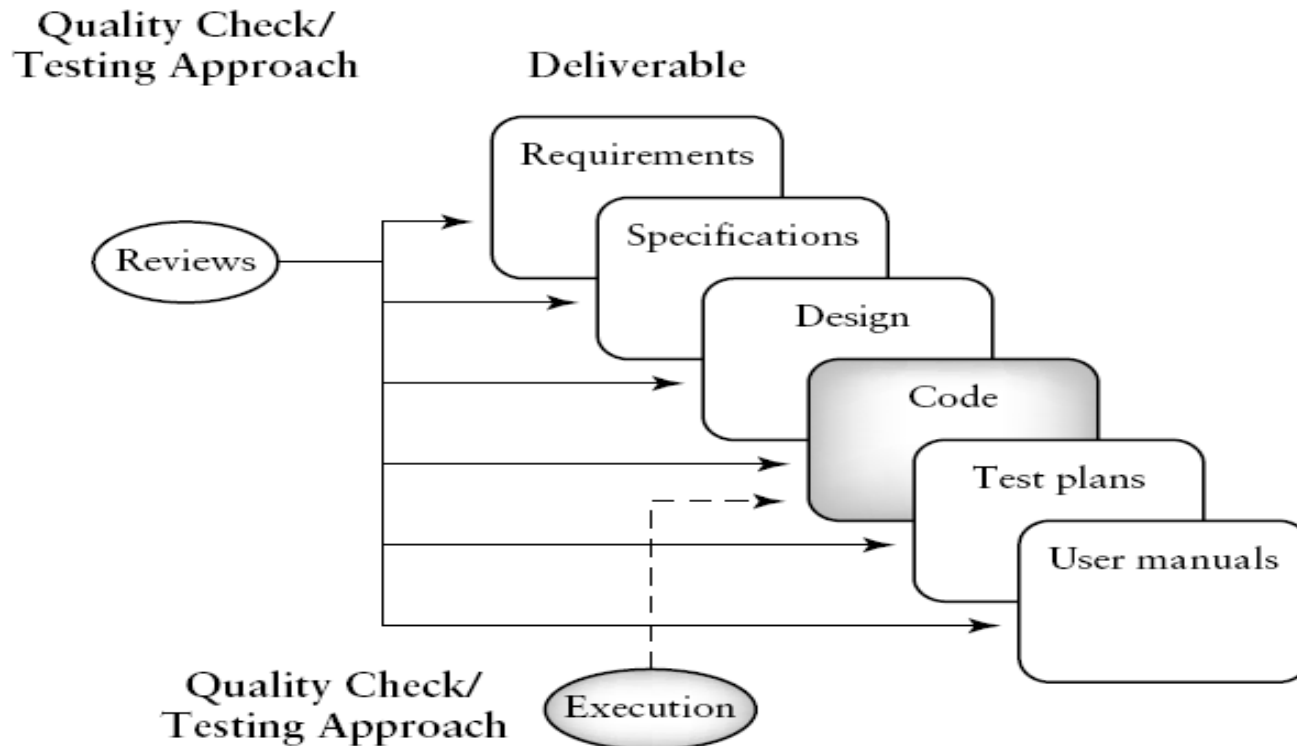 Quality Check/
Testing Approach
Deliverable
Requirements
Specifications
Reviews
Design
Code
Test plans
User manuals
Quality Check/
Testing Approach
Execution